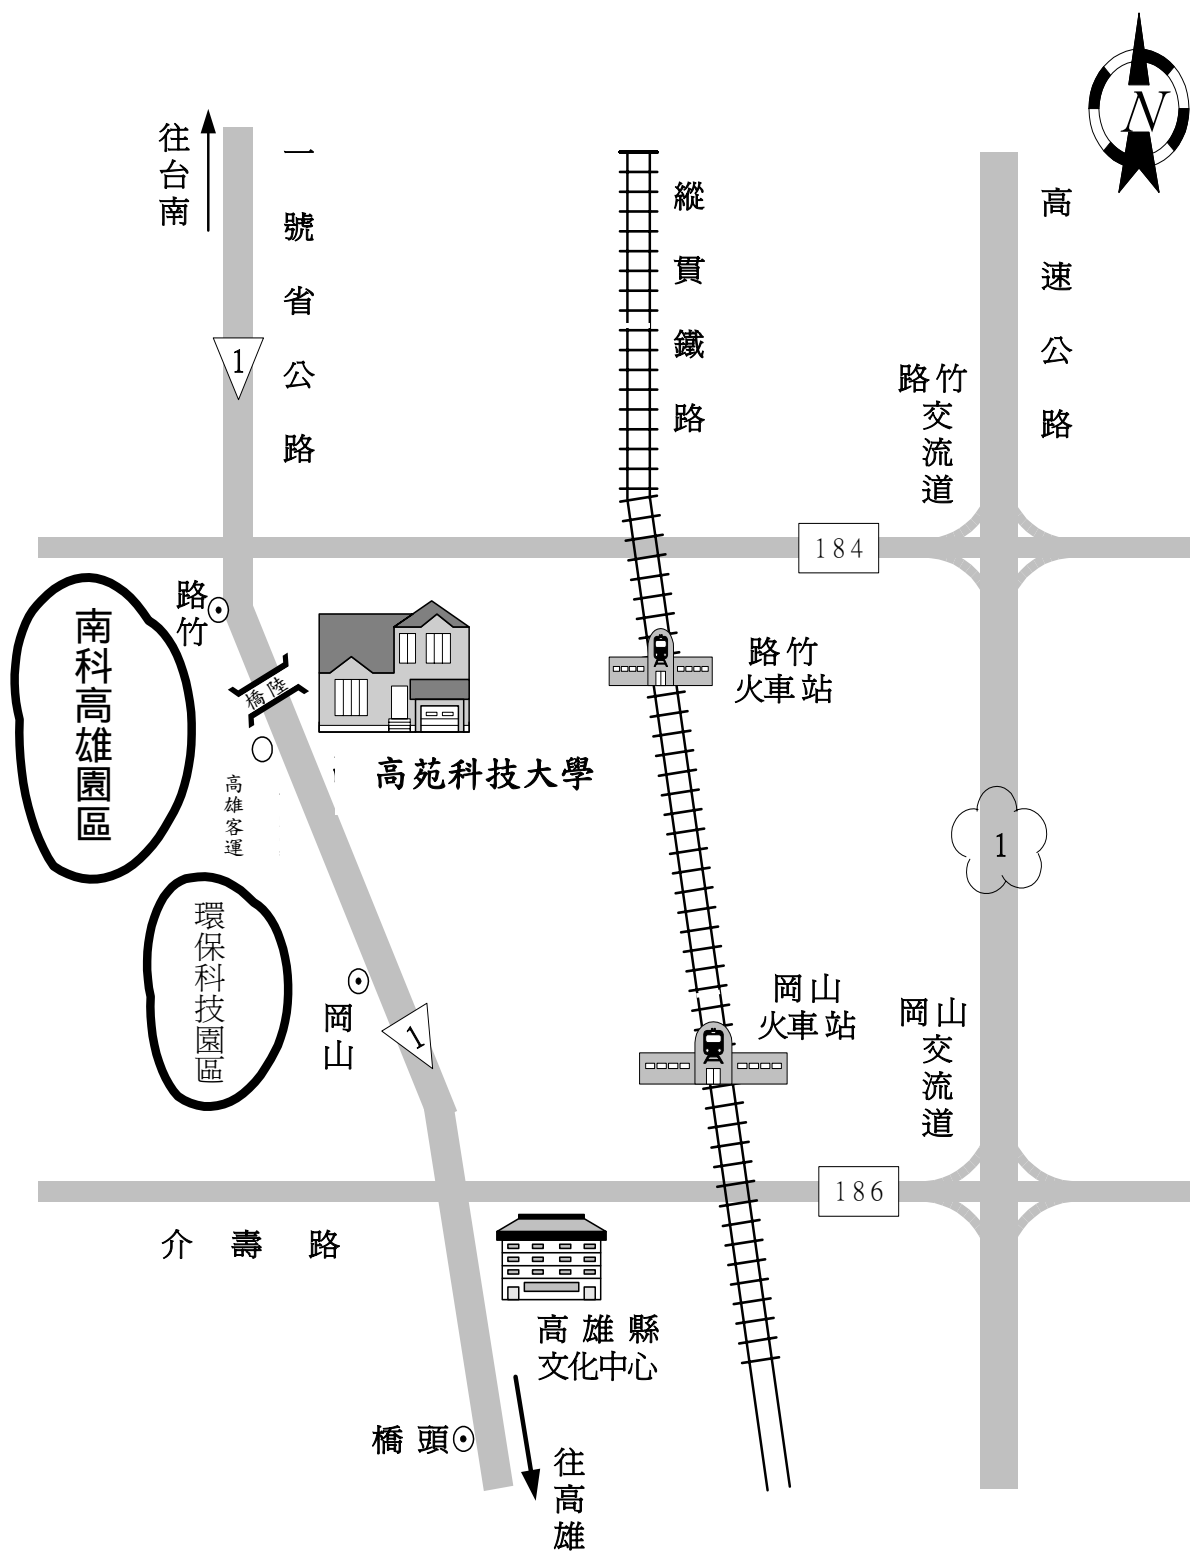 N
往台南
一號省公路
縱貫鐵路
高速公路
1
路竹
交流道
184
路竹
南科高雄園區
陸橋
路竹
火車站
高苑科技大學
高雄客運
1
環保科技園區
岡山
1
岡山
火車站
岡山
交流道
186
介壽路
高雄縣
文化中心
橋頭
往高雄